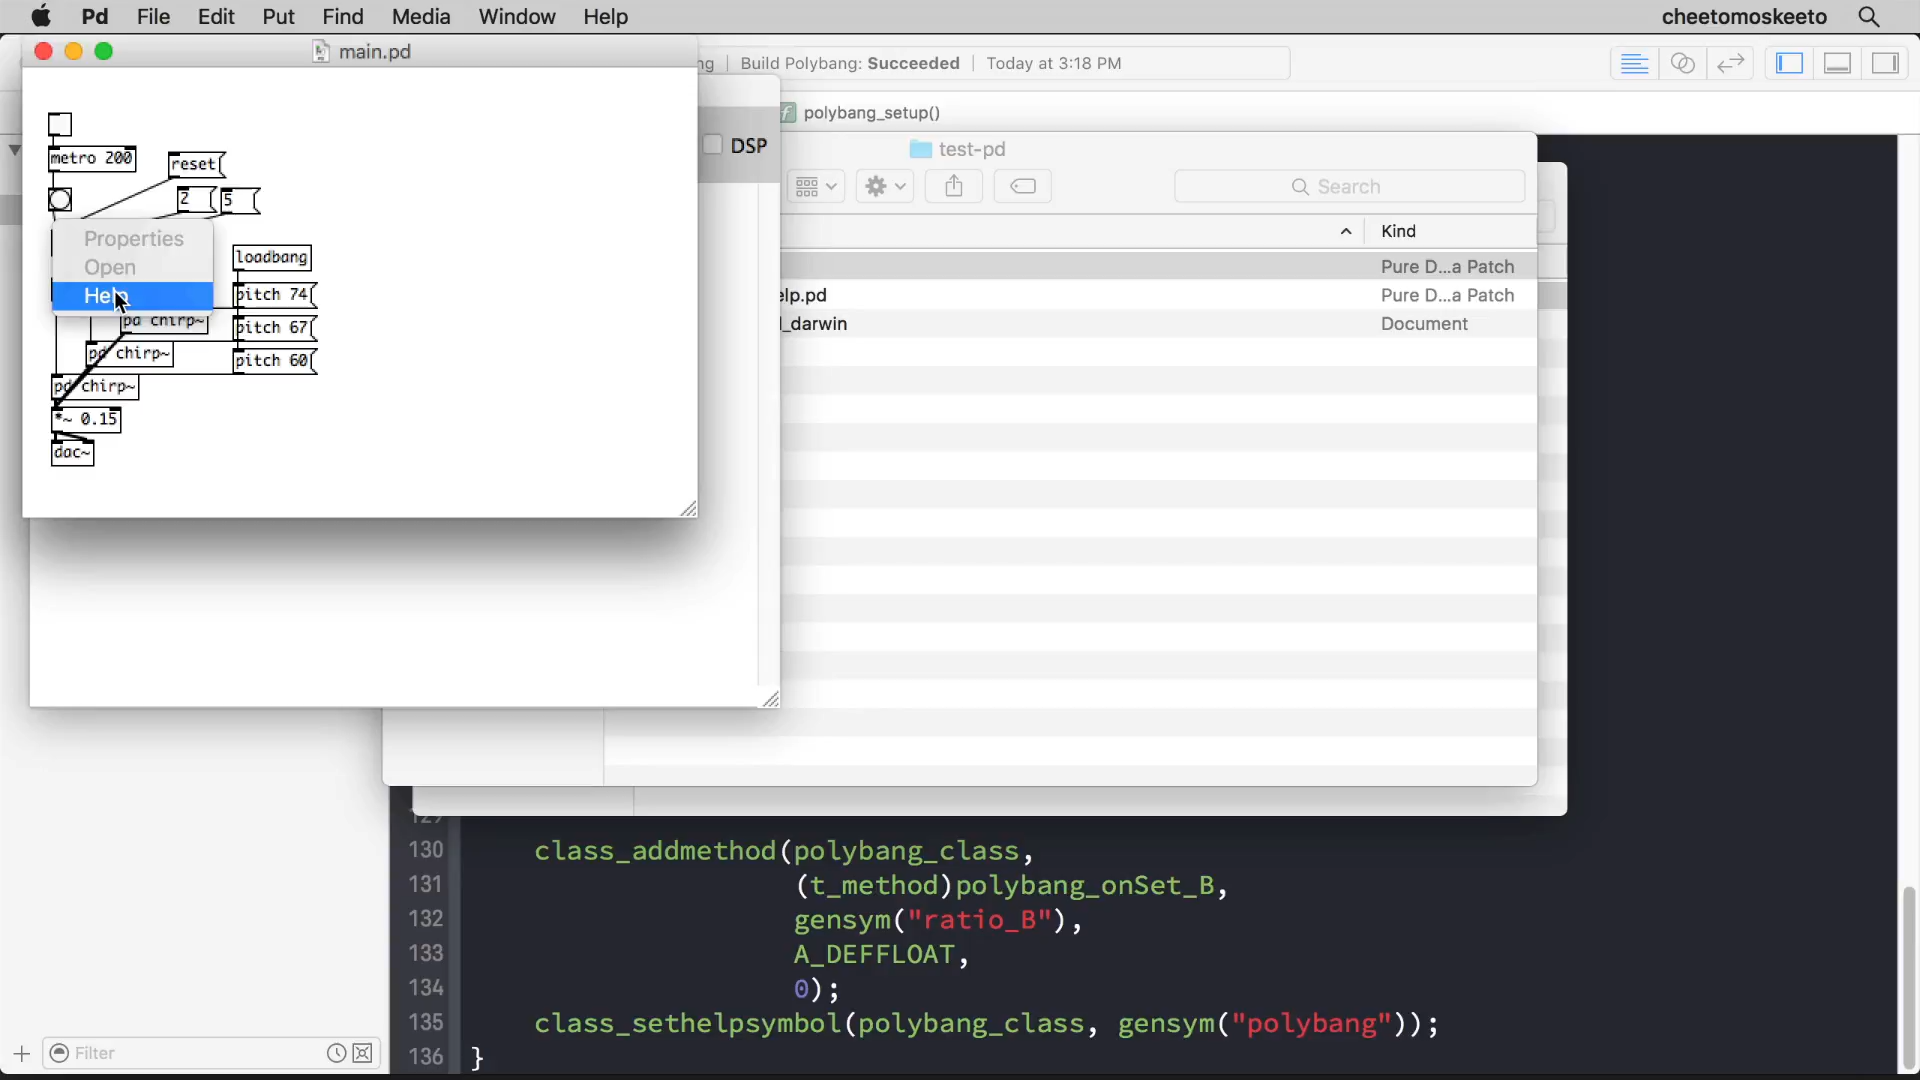 Pd File Edit Put Find Media Window Help cheetomoskeeto
main.pd
ng | Build Polybang: Succeeded | Today at 3:18 PM
polybang_setup()
DSP
test-pd
metro 200
reset
2
5
Search
Kind
Properties
Open
Help
loadbang
pitch 74
pitch 67
pitch 60
pd chirp~
pd chirp~
pd chirp~
*~ 0.15
dac~
Pure D...a Patch
elp.pd Pure D...a Patch
l_darwin Document
129
130 class_addmethod(polybang_class,
131 (t_method)polybang_onSet_B,
132 gensym("ratio_B"),
133 A_DEFFLOAT,
134 0);
135 class_sethelpsymbol(polybang_class, gensym("polybang"));
136 }
Filter